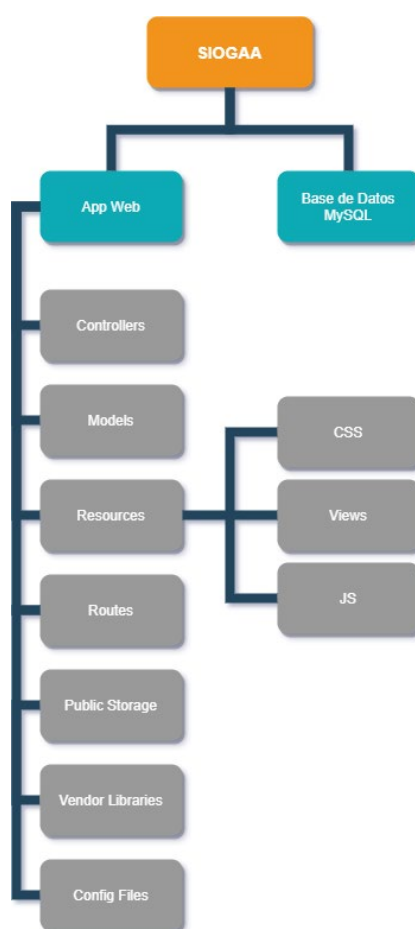 SIOGAA
App Web
Base de Datos
MySQL
Controllers
Models
Resources
CSS
Views
JS
Routes
Public Storage
Vendor Libraries
Config Files